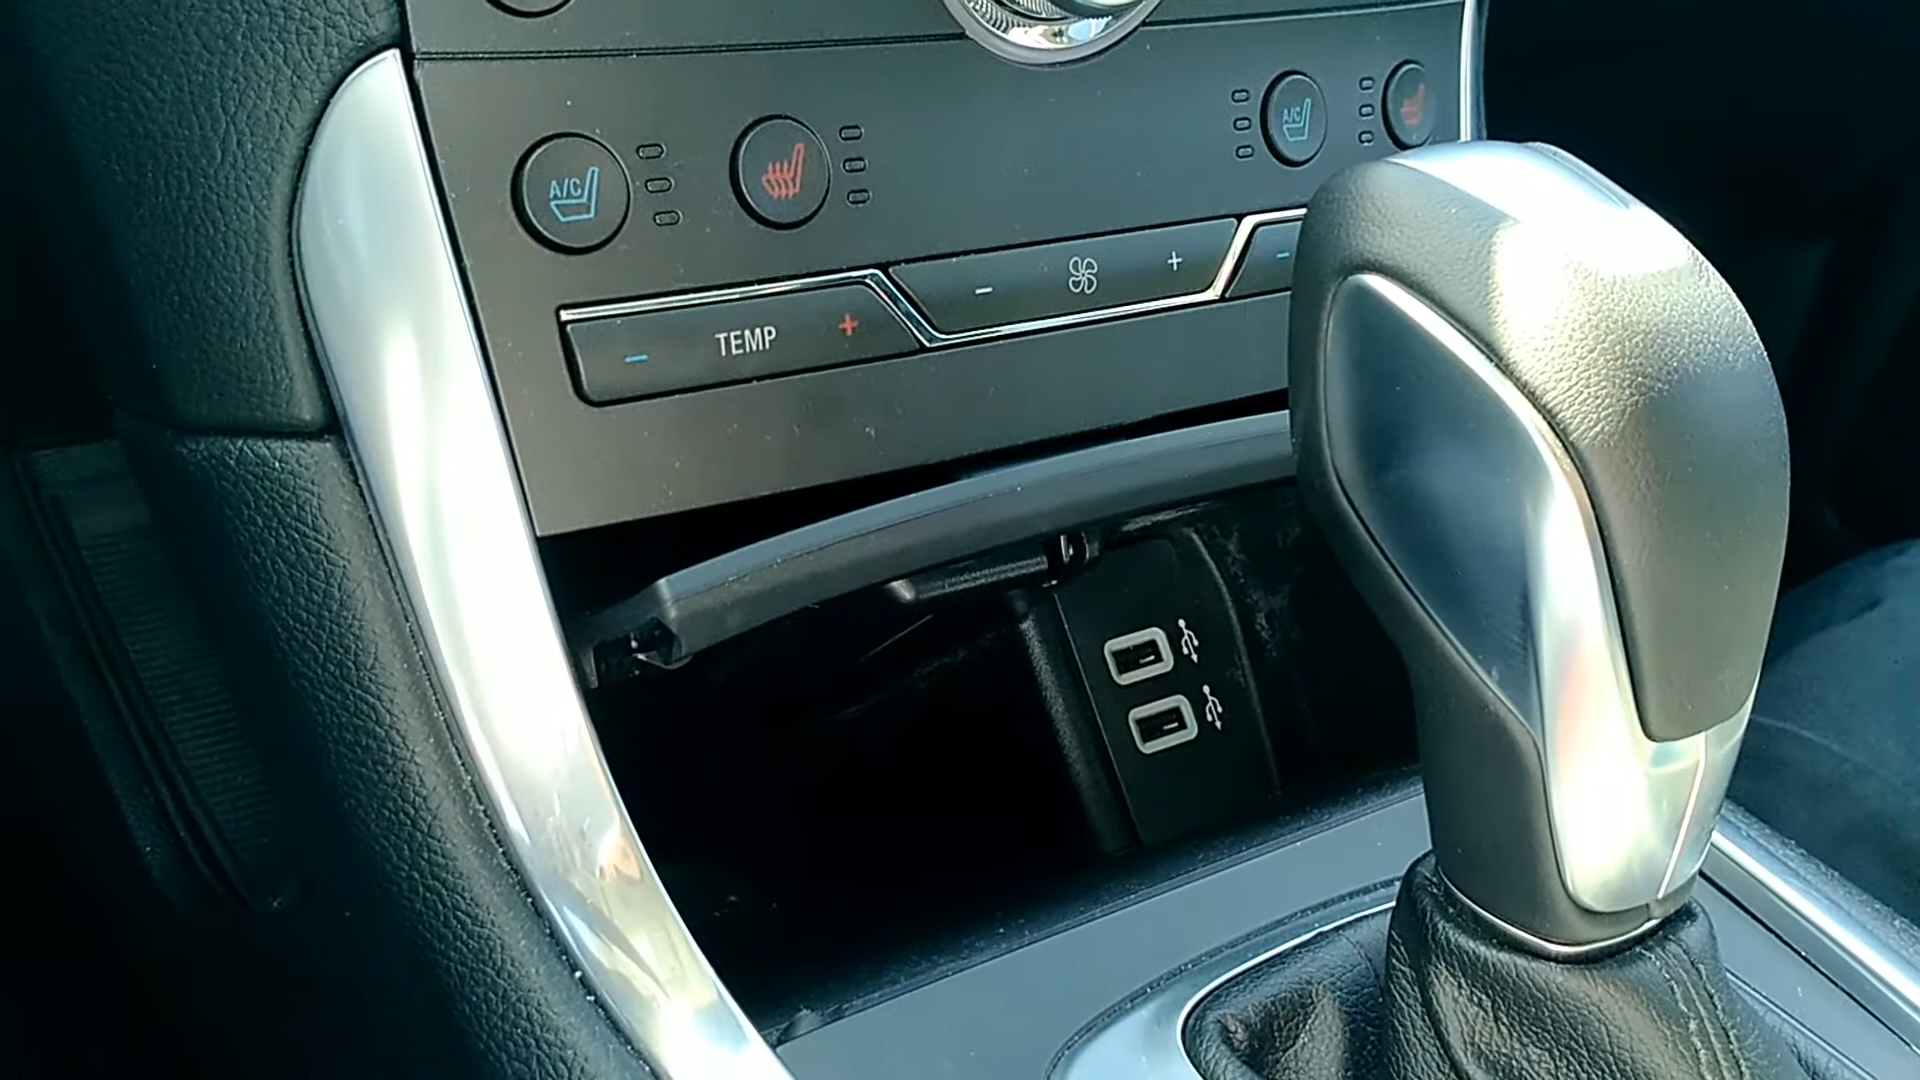 A/C
A/C
- TEMP +
- +
-